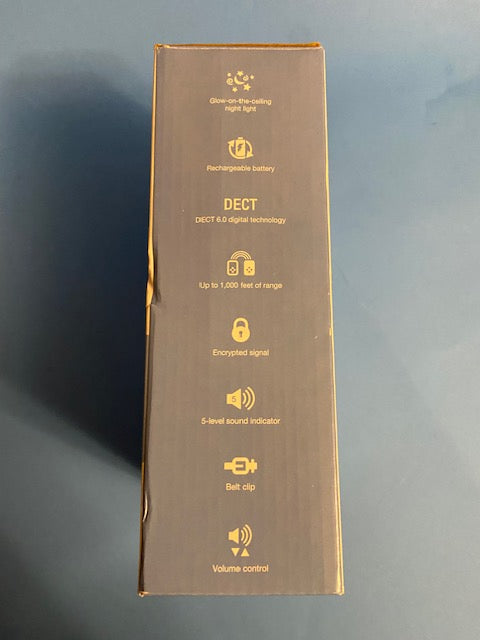 Glow-on-the-ceiling
night light
Rechargeable battery
DECT
DECT 6.0 digital technology
Up to 1,000 feet of range
Encrypted signal
5
5-level sound indicator
Belt clip
Volume control